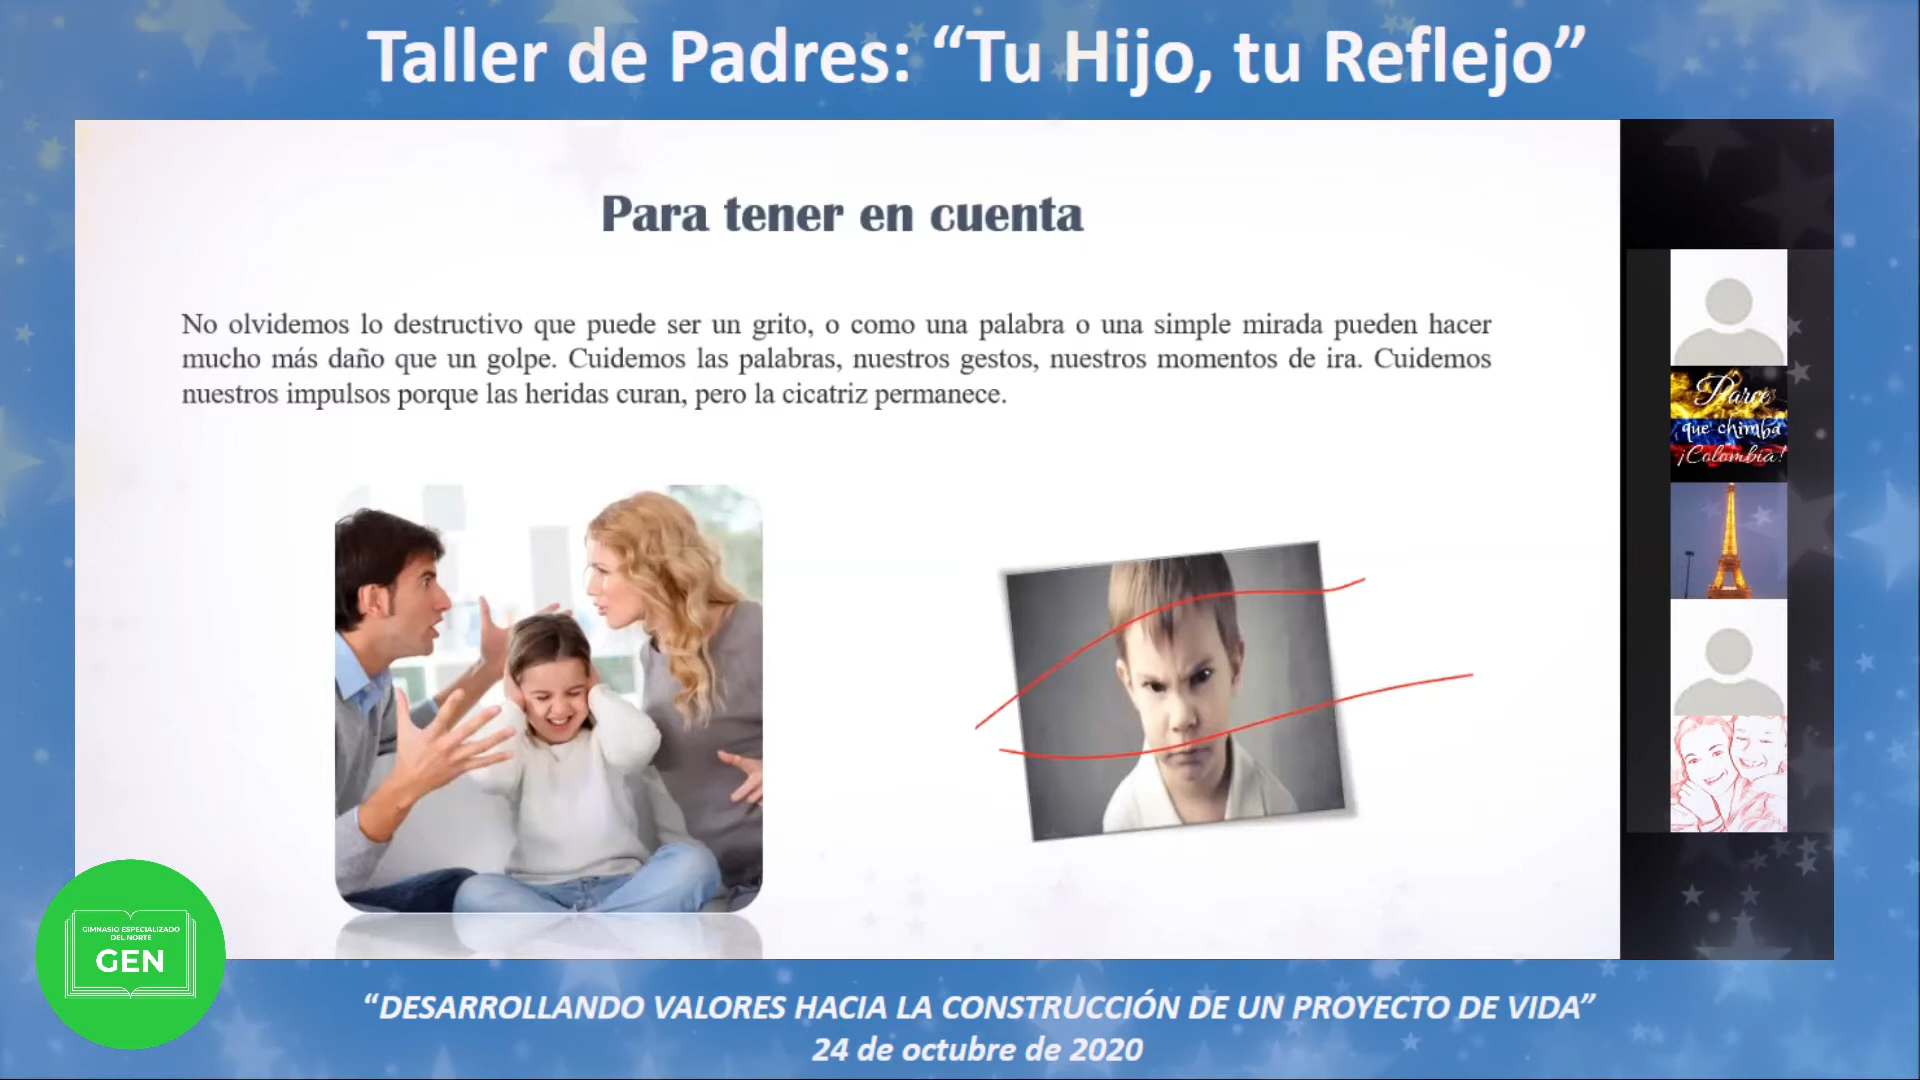 Taller de Padres: “Tu Hijo, tu Reflejo”
Para tener en cuenta
No olvidemos lo destructivo que puede ser un grito, o como una palabra o una simple mirada pueden hacer
mucho más daño que un golpe. Cuidemos las palabras, nuestros gestos, nuestros momentos de ira. Cuidemos
nuestros impulsos porque las heridas curan, pero la cicatriz permanece.
Parce
que chimba
¡Colombia!
GIMNASIO ESPECIALIZADO
DEL NORTE
GEN
“DESARROLLANDO VALORES HACIA LA CONSTRUCCIÓN DE UN PROYECTO DE VIDA”
24 de octubre de 2020